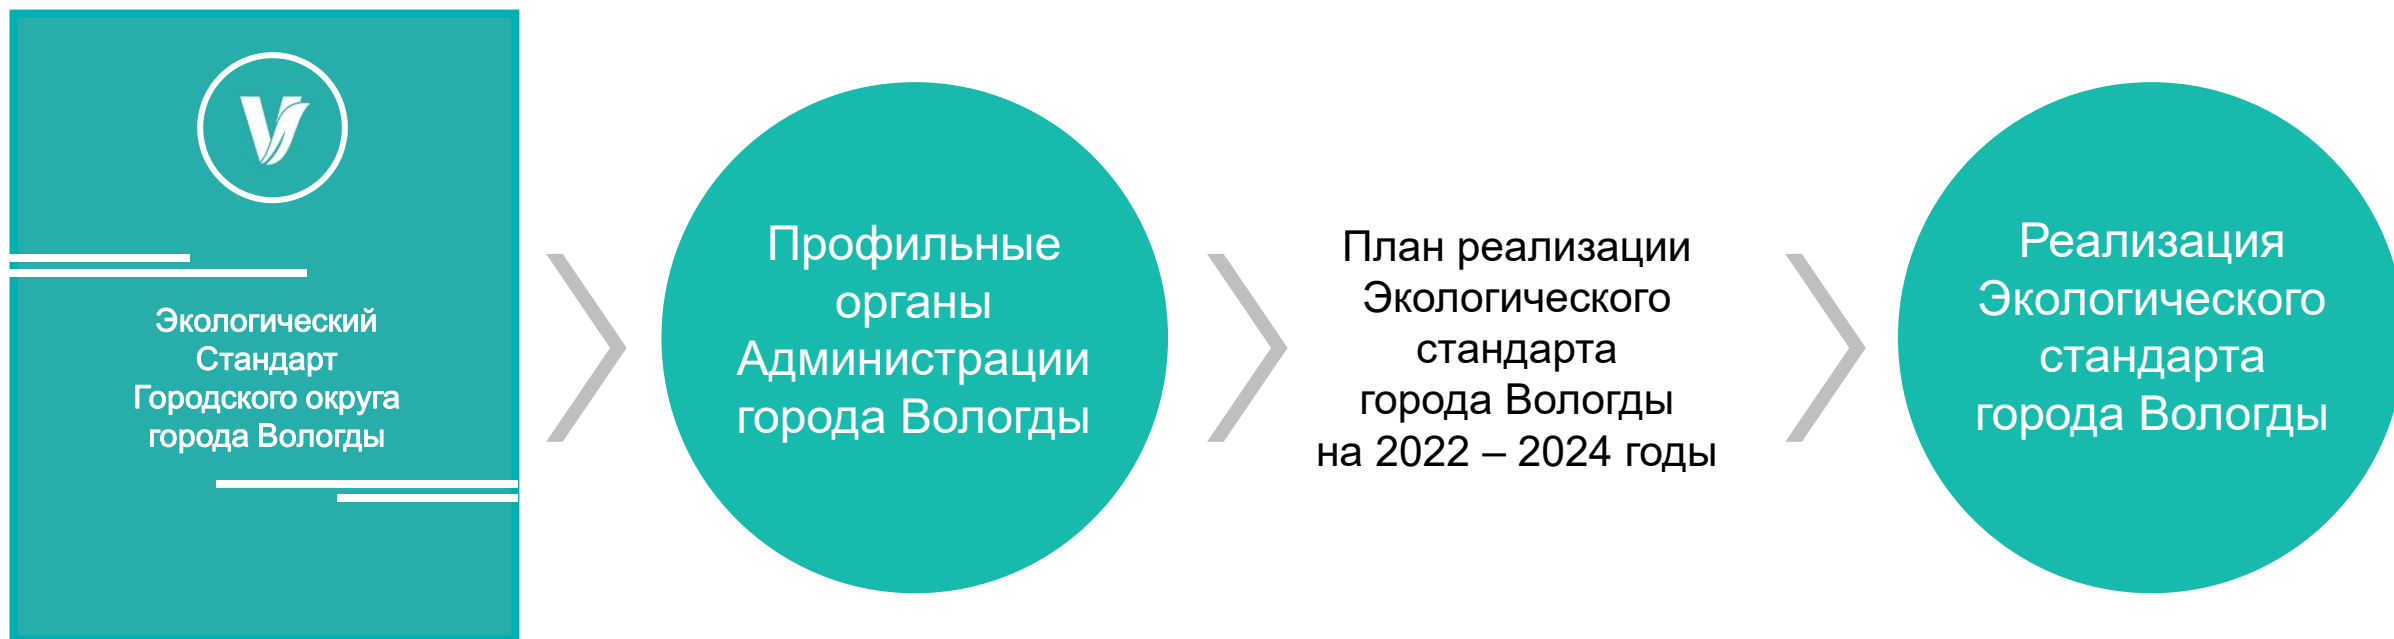 Экологический
Стандарт
Городского округа
города Вологды
Профильные
органы
Администрации
города Вологды
План реализации
Экологического
стандарта
города Вологды
на 2022 – 2024 годы
Реализация
Экологического
стандарта
города Вологды